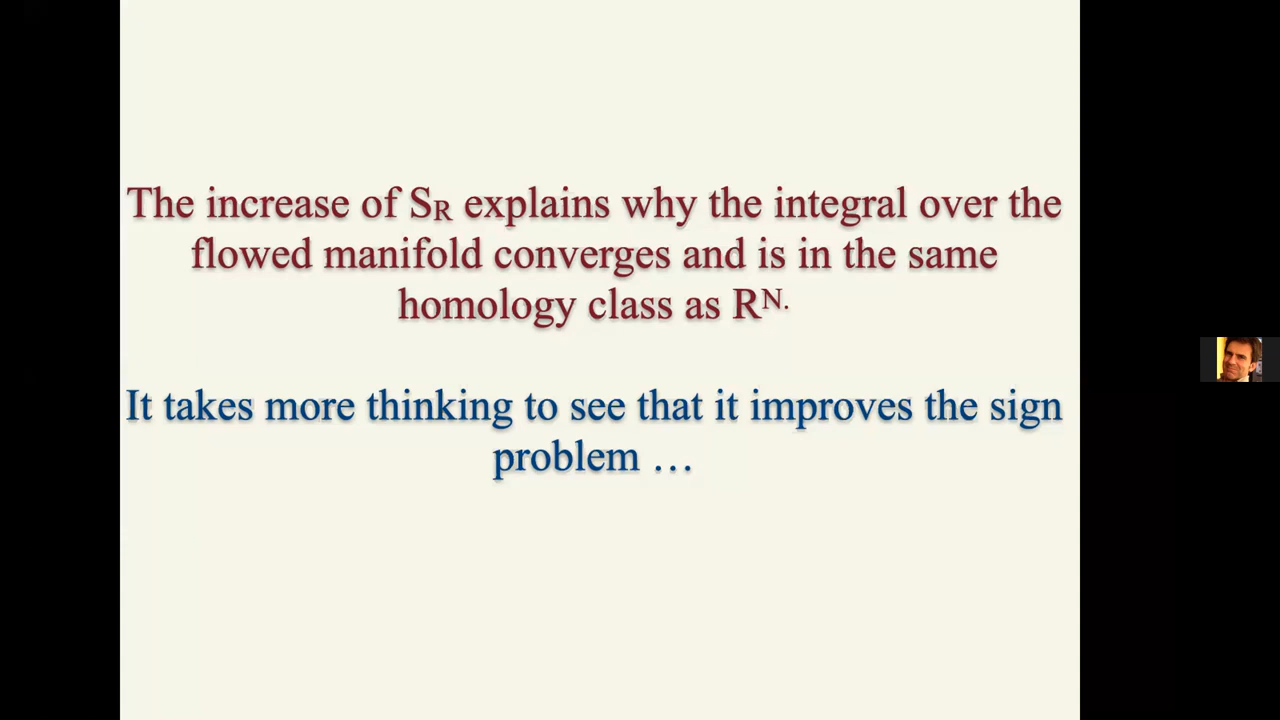 The increase of SR explains why the integral over the
flowed manifold converges and is in the same
homology class as RN.
It takes more thinking to see that it improves the sign
problem …